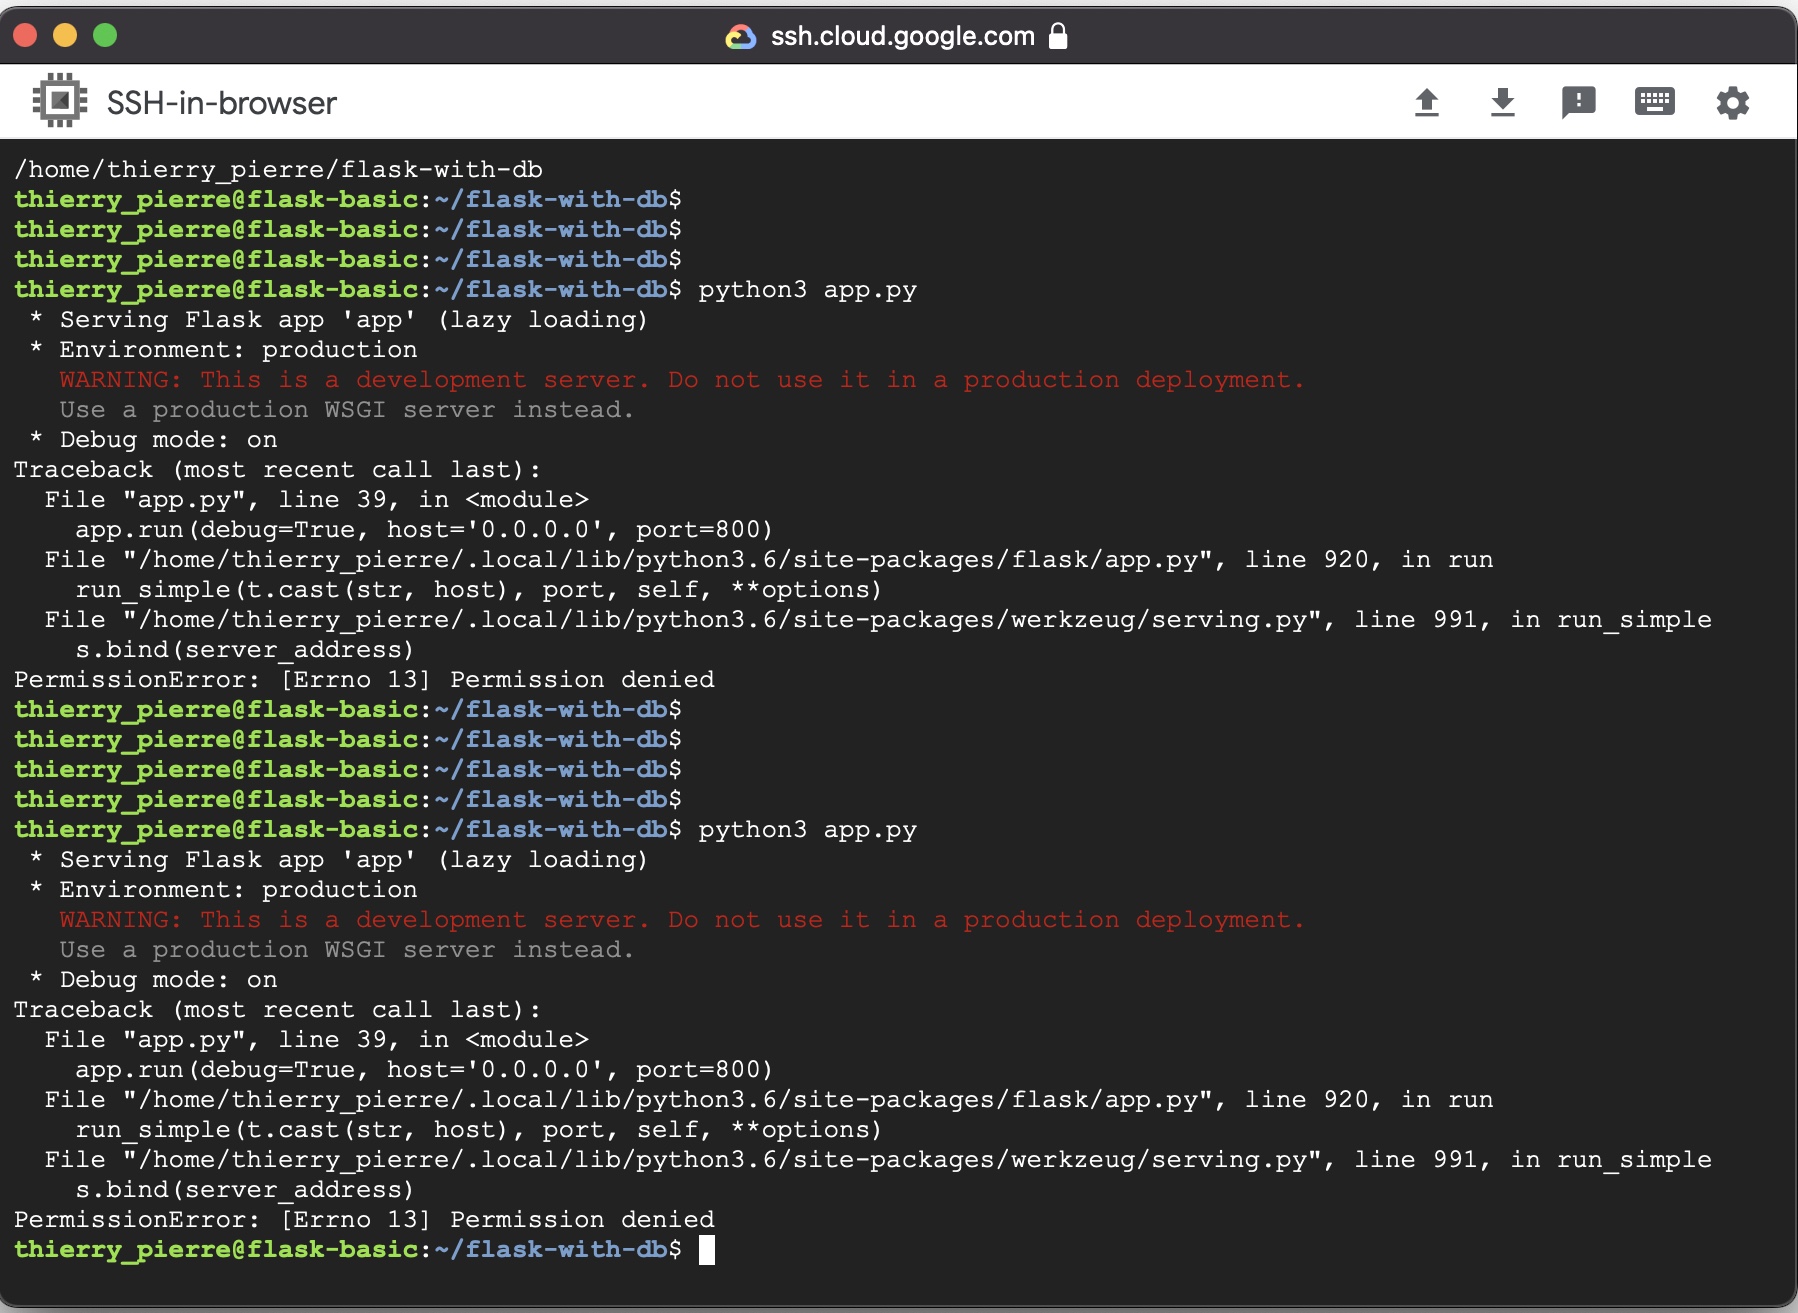 ssh.cloud.google.com
SSH-in-browser
/home/thierry_pierre/flask-with-db
thierry_pierre@flask-basic:~/flask-with-db$
thierry_pierre@flask-basic:~/flask-with-db$
thierry_pierre@flask-basic:~/flask-with-db$
thierry_pierre@flask-basic:~/flask-with-db$ python3 app.py
 * Serving Flask app 'app' (lazy loading)
 * Environment: production
   WARNING: This is a development server. Do not use it in a production deployment.
   Use a production WSGI server instead.
 * Debug mode: on
Traceback (most recent call last):
  File "app.py", line 39, in <module>
    app.run(debug=True, host='0.0.0.0', port=800)
  File "/home/thierry_pierre/.local/lib/python3.6/site-packages/flask/app.py", line 920, in run
    run_simple(t.cast(str, host), port, self, **options)
  File "/home/thierry_pierre/.local/lib/python3.6/site-packages/werkzeug/serving.py", line 991, in run_simple
    s.bind(server_address)
PermissionError: [Errno 13] Permission denied
thierry_pierre@flask-basic:~/flask-with-db$
thierry_pierre@flask-basic:~/flask-with-db$
thierry_pierre@flask-basic:~/flask-with-db$
thierry_pierre@flask-basic:~/flask-with-db$
thierry_pierre@flask-basic:~/flask-with-db$ python3 app.py
 * Serving Flask app 'app' (lazy loading)
 * Environment: production
   WARNING: This is a development server. Do not use it in a production deployment.
   Use a production WSGI server instead.
 * Debug mode: on
Traceback (most recent call last):
  File "app.py", line 39, in <module>
    app.run(debug=True, host='0.0.0.0', port=800)
  File "/home/thierry_pierre/.local/lib/python3.6/site-packages/flask/app.py", line 920, in run
    run_simple(t.cast(str, host), port, self, **options)
  File "/home/thierry_pierre/.local/lib/python3.6/site-packages/werkzeug/serving.py", line 991, in run_simple
    s.bind(server_address)
PermissionError: [Errno 13] Permission denied
thierry_pierre@flask-basic:~/flask-with-db$